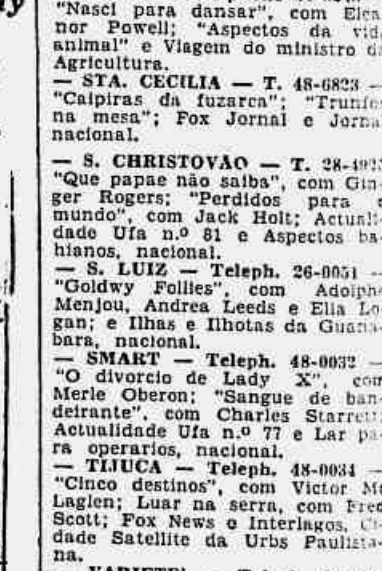 "Nasci para dansar", com Elea-
nor Powell; "Aspectos da vida
animal" e Viagem do ministro da
Agricultura.
— STA. CECILIA — T. 48-6823 —
"Caipiras da fuzarca"; "Trunfos
na mesa"; Fox Jornal e Jornal
nacional.
— S. CHRISTOVÃO — T. 28-4925
"Que papae não saiba", com Gin-
ger Rogers; "Perdidos para o
mundo", com Jack Holt; Actuali-
dade Ufa n.º 81 e Aspectos ba-
hianos, nacional.
— S. LUIZ — Teleph. 26-0051 —
"Goldwy Follies", com Adolphe
Menjou, Andrea Leeds e Ella Lo-
gan; e Ilhas e Ilhotas da Guana-
bara, nacional.
— SMART — Teleph. 48-0032 —
"O divorcio de Lady X", com
Merle Oberon; "Sangue de ban-
deirante", com Charles Starrett;
Actualidade Ufa n.º 77 e Lar pa-
ra operarios, nacional.
— TIJUCA — Teleph. 48-0034 —
"Cinco destinos", com Victor Mc
Laglen; Luar na serra, com Fred
Scott; Fox News e Interlagos, Ci-
dade Satellite da Urbs Paulista-
na.